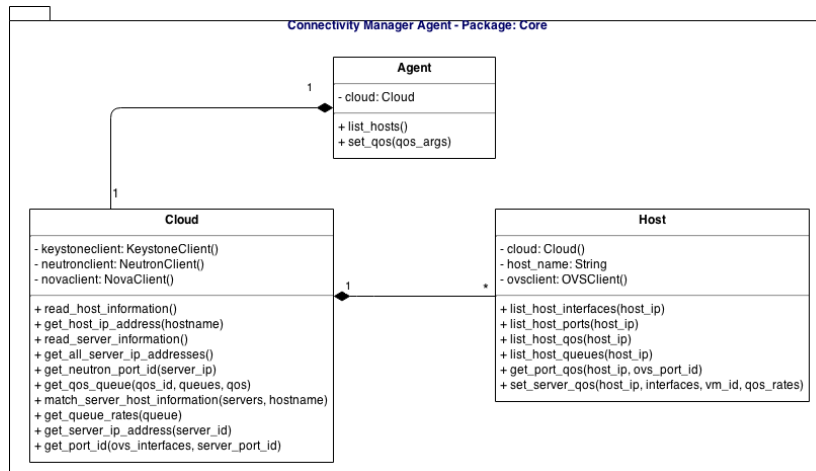 Connectivity Manager Agent - Package: Core
Agent
- cloud: Cloud
+ list_hosts()
+ set_qos(qos_args)
1
1
Cloud
- keystoneclient: KeystoneClient()
- neutronclient: NeutronClient()
- novaclient: NovaClient()
+ read_host_information()
+ get_host_ip_address(hostname)
+ read_server_information()
+ get_all_server_ip_addresses()
+ get_neutron_port_id(server_ip)
+ get_qos_queue(qos_id, queues, qos)
+ match_server_host_information(servers, hostname)
+ get_queue_rates(queue)
+ get_server_ip_address(server_id)
+ get_port_id(ovs_interfaces, server_port_id)
1
*
Host
- cloud: Cloud()
- host_name: String
- ovsclient: OVSClient()
+ list_host_interfaces(host_ip)
+ list_host_ports(host_ip)
+ list_host_qos(host_ip)
+ list_host_queues(host_ip)
+ get_port_qos(host_ip, ovs_port_id)
+ set_server_qos(host_ip, interfaces, vm_id, qos_rates)